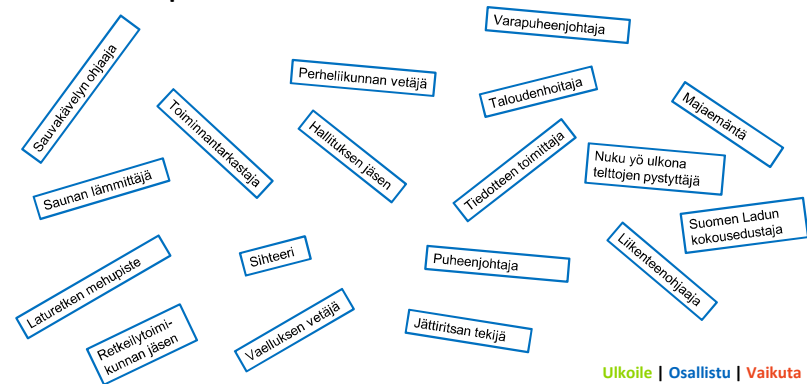 Varapuheenjohtaja
Sauvakävelyn ohjaaja
Perheliikunnan vetäjä
Taloudenhoitaja
Majaemäntä
Toiminnantarkastaja
Hallituksen jäsen
Tiedotteen toimittaja
Nuku yö ulkona
telttojen pystyttäjä
Saunan lämmittäjä
Suomen Ladun
kokousedustaja
Sihteeri
Puheenjohtaja
Liikenteenohjaaja
Laturetken mehupiste
Retkeilytoimi-
kunnan jäsen
Vaelluksen vetäjä
Jättiritsan tekijä
Ulkoile | Osallistu | Vaikuta